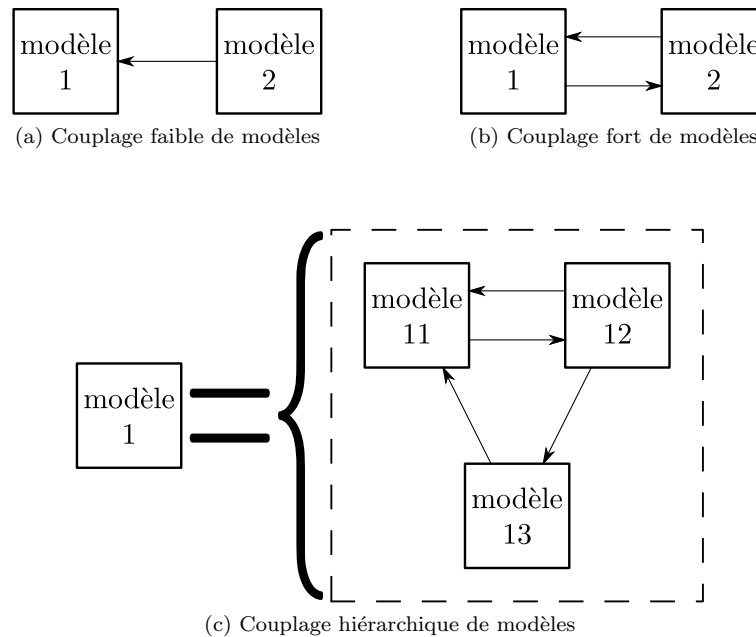 modèle
1
modèle
2
(a) Couplage faible de modèles
modèle
1
modèle
2
(b) Couplage fort de modèles
modèle
1
modèle
11
modèle
12
modèle
13
(c) Couplage hiérarchique de modèles